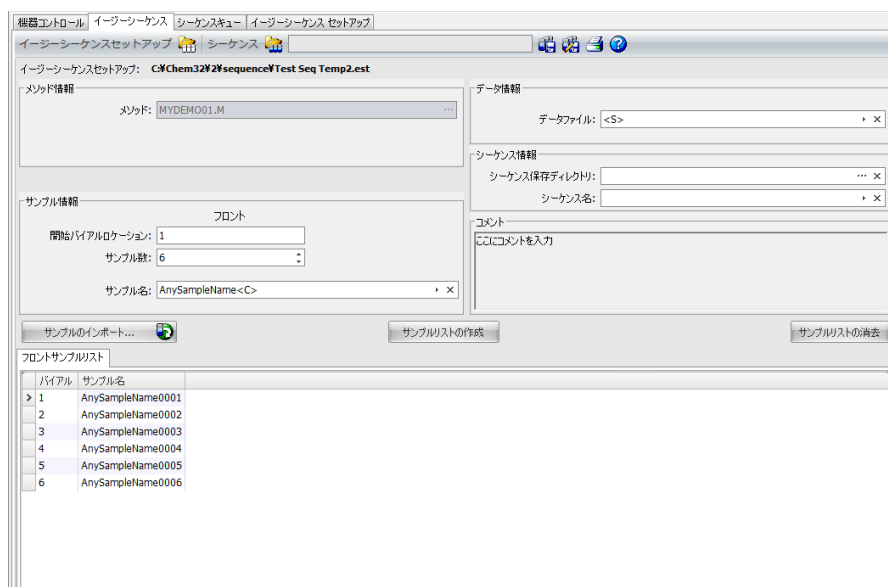 機器コントロール イージーシーケンス シーケンスキュー イージーシーケンス セットアップ
イージーシーケンスセットアップ シーケンス
イージーシーケンスセットアップ: C:¥Chem32¥2¥sequence¥Test Seq Temp2.est
メソッド情報
メソッド: MYDEMO01.M ...
データ情報
データファイル: <S>
シーケンス情報
シーケンス保存ディレクトリ: ...
シーケンス名:
サンプル情報
フロント
開始バイアルロケーション: 1
サンプル数: 6
サンプル名: AnySampleName<C>
コメント
ここにコメントを入力
サンプルのインポート... サンプルリストの作成 サンプルリストの消去
フロントサンプルリスト
バイアル サンプル名
1 AnySampleName0001
2 AnySampleName0002
3 AnySampleName0003
4 AnySampleName0004
5 AnySampleName0005
6 AnySampleName0006